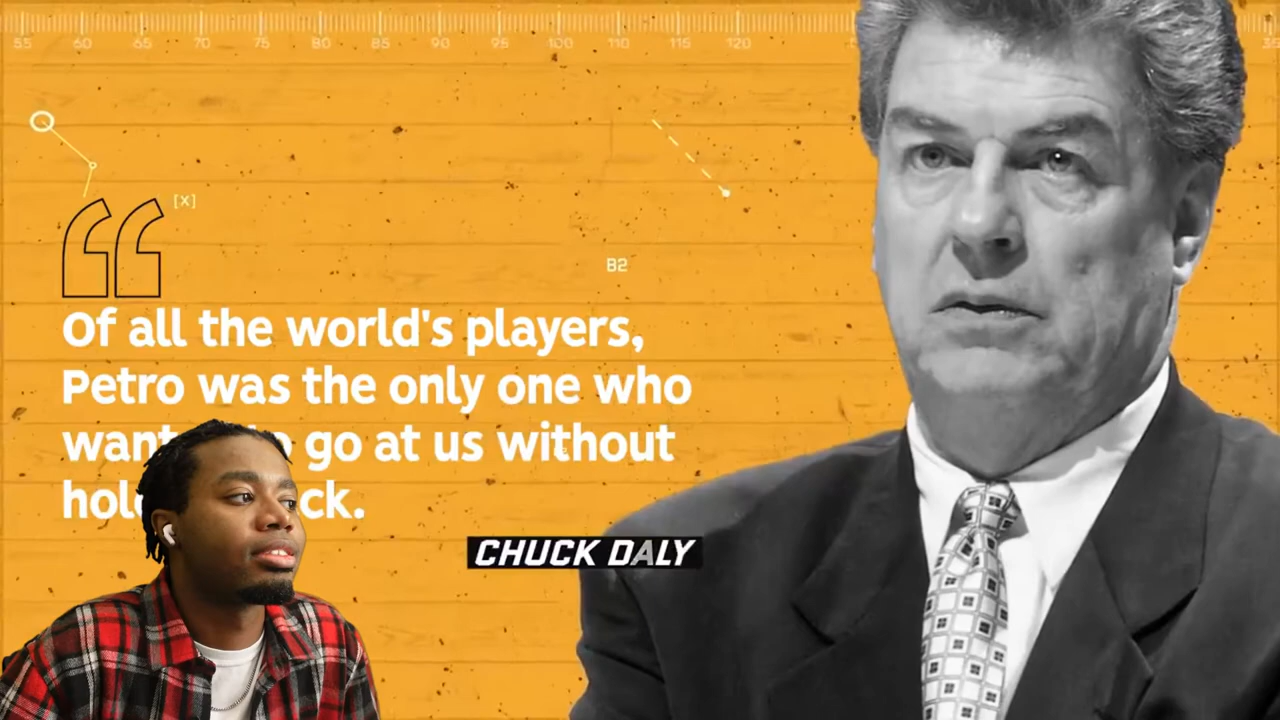 55 60 65 70 75 80 85 90 95 100 110 115 120
[X]
B2
Of all the world's players,
Petro was the only one who
go at us without
CHUCK DALY